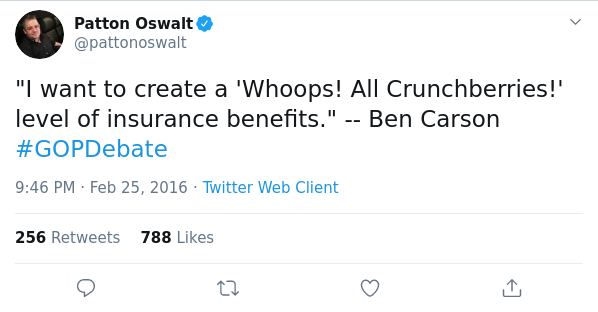 Patton Oswalt
@pattonoswalt
"I want to create a 'Whoops! All Crunchberries!'
level of insurance benefits." -- Ben Carson
#GOPDebate
9:46 PM · Feb 25, 2016 · Twitter Web Client
256 Retweets 788 Likes